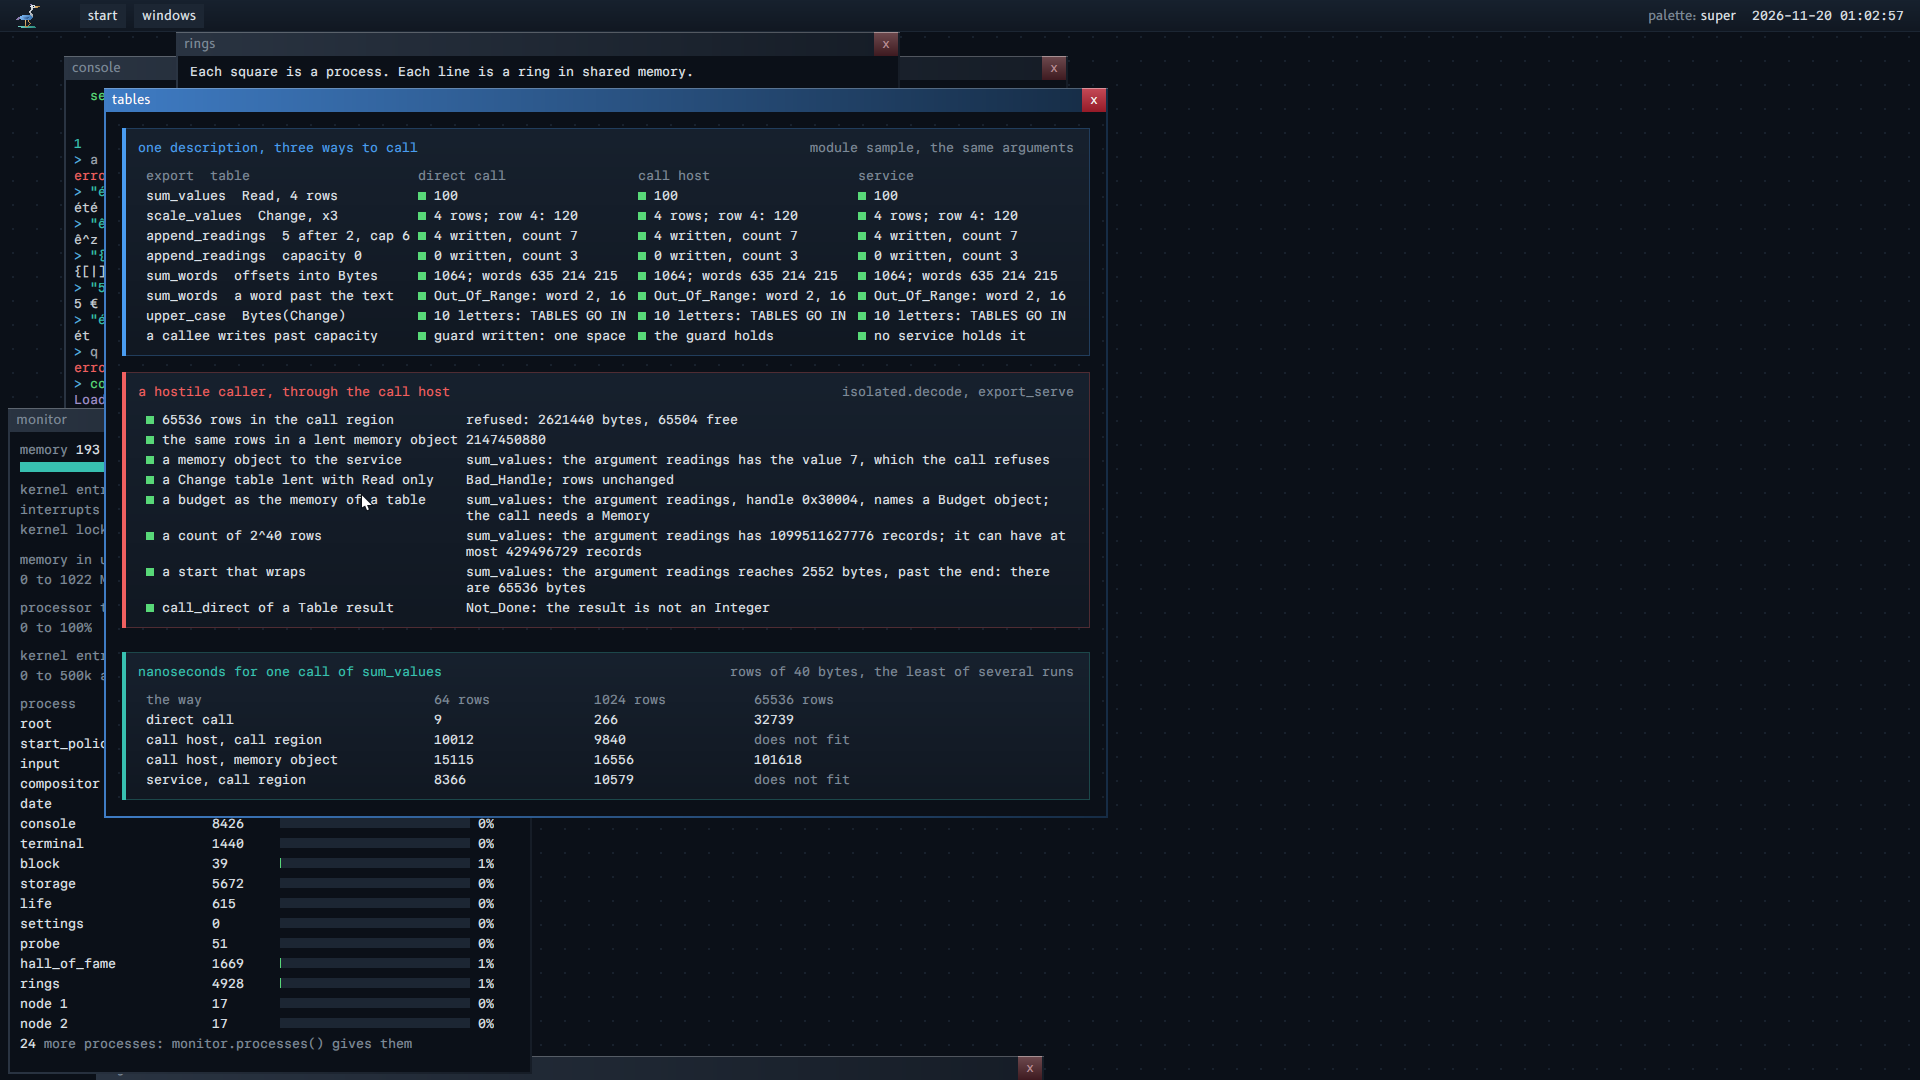 start windows palette: super 2026-11-20 01:02:57
rings x
console x
Each square is a process. Each line is a ring in shared memory.
tables x
one description, three ways to call module sample, the same arguments
export table direct call call host service
sum_values Read, 4 rows 100 100 100
scale_values Change, x3 4 rows; row 4: 120 4 rows; row 4: 120 4 rows; row 4: 120
append_readings 5 after 2, cap 6 4 written, count 7 4 written, count 7 4 written, count 7
append_readings capacity 0 0 written, count 3 0 written, count 3 0 written, count 3
sum_words offsets into Bytes 1064; words 635 214 215 1064; words 635 214 215 1064; words 635 214 215
sum_words a word past the text Out_Of_Range: word 2, 16 Out_Of_Range: word 2, 16 Out_Of_Range: word 2, 16
upper_case Bytes(Change) 10 letters: TABLES GO IN 10 letters: TABLES GO IN 10 letters: TABLES GO IN
a callee writes past capacity guard written: one space the guard holds no service holds it
a hostile caller, through the call host isolated.decode, export_serve
65536 rows in the call region refused: 2621440 bytes, 65504 free
the same rows in a lent memory object 2147450880
a memory object to the service sum_values: the argument readings has the value 7, which the call refuses
a Change table lent with Read only Bad_Handle; rows unchanged
a budget as the memory of a table sum_values: the argument readings, handle 0x30004, names a Budget object;
the call needs a Memory
a count of 2^40 rows sum_values: the argument readings has 1099511627776 records; it can have at
most 429496729 records
a start that wraps sum_values: the argument readings reaches 2552 bytes, past the end: there
are 65536 bytes
call_direct of a Table result Not_Done: the result is not an Integer
nanoseconds for one call of sum_values rows of 40 bytes, the least of several runs
the way 64 rows 1024 rows 65536 rows
direct call 9 266 32739
call host, call region 10012 9840 does not fit
call host, memory object 15115 16556 101618
service, call region 8366 10579 does not fit
se
1
> a
erro
> "é
été
> "ê
ê^z
> "{
{[|]
> "5
5 €
> "é
ét
> q
erro
> co
Load
monitor
memory 193
kernel entr
interrupts
kernel lock
memory in u
0 to 1022 M
processor t
0 to 100%
kernel entr
0 to 500k a
process
root
start_polic
input
compositor
date
console 8426 0%
terminal 1440 0%
block 39 1%
storage 5672 0%
life 615 0%
settings 0 0%
probe 51 0%
hall_of_fame 1669 1%
rings 4928 1%
node 1 17 0%
node 2 17 0%
24 more processes: monitor.processes() gives them
x